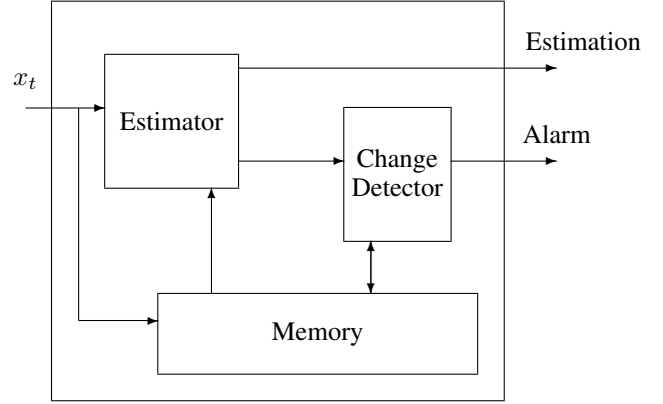 Estimation
x_t
Estimator
Alarm
Change
Detector
Memory